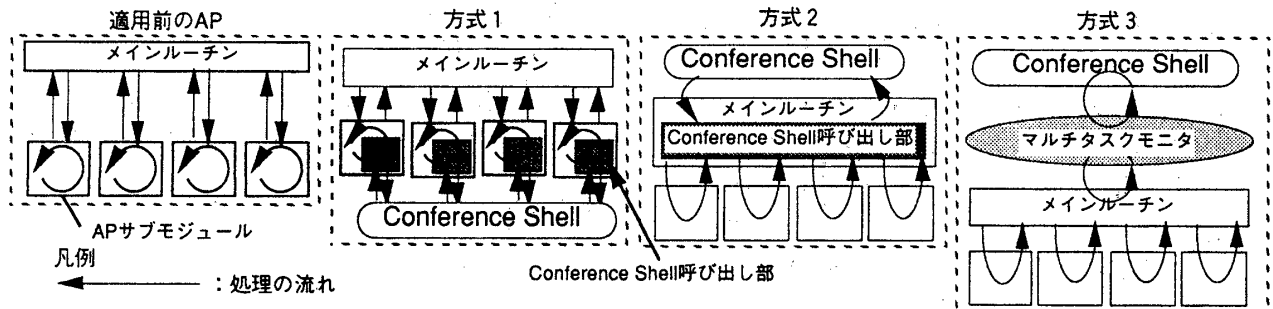 適用前のAP
メインルーチン
APサブモジュール
凡例
：処理の流れ
方式１
メインルーチン
Conference Shell
Conference Shell呼び出し部
方式２
Conference Shell
メインルーチン
Conference Shell呼び出し部
方式３
Conference Shell
マルチタスクモニタ
メインルーチン